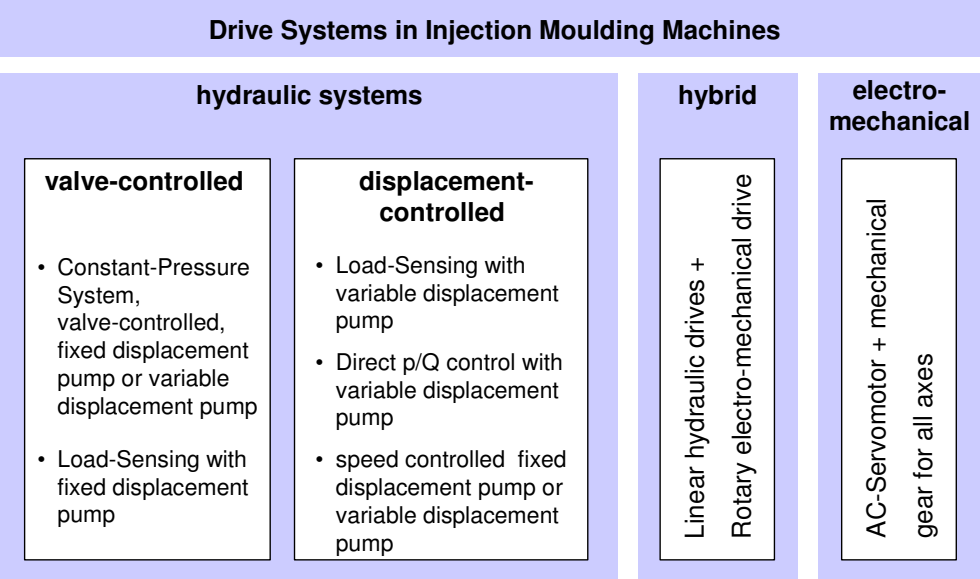 Drive Systems in Injection Moulding Machines
hydraulic systems
valve-controlled
• Constant-Pressure
System,
valve-controlled,
fixed displacement
pump or variable
displacement pump
• Load-Sensing with
fixed displacement
pump
displacement-
controlled
• Load-Sensing with
variable displacement
pump
• Direct p/Q control with
variable displacement
pump
• speed controlled  fixed
displacement pump or
variable displacement
pump
hybrid
Linear hydraulic drives +
Rotary electro-mechanical drive
electro-
mechanical
AC-Servomotor + mechanical
gear for all axes